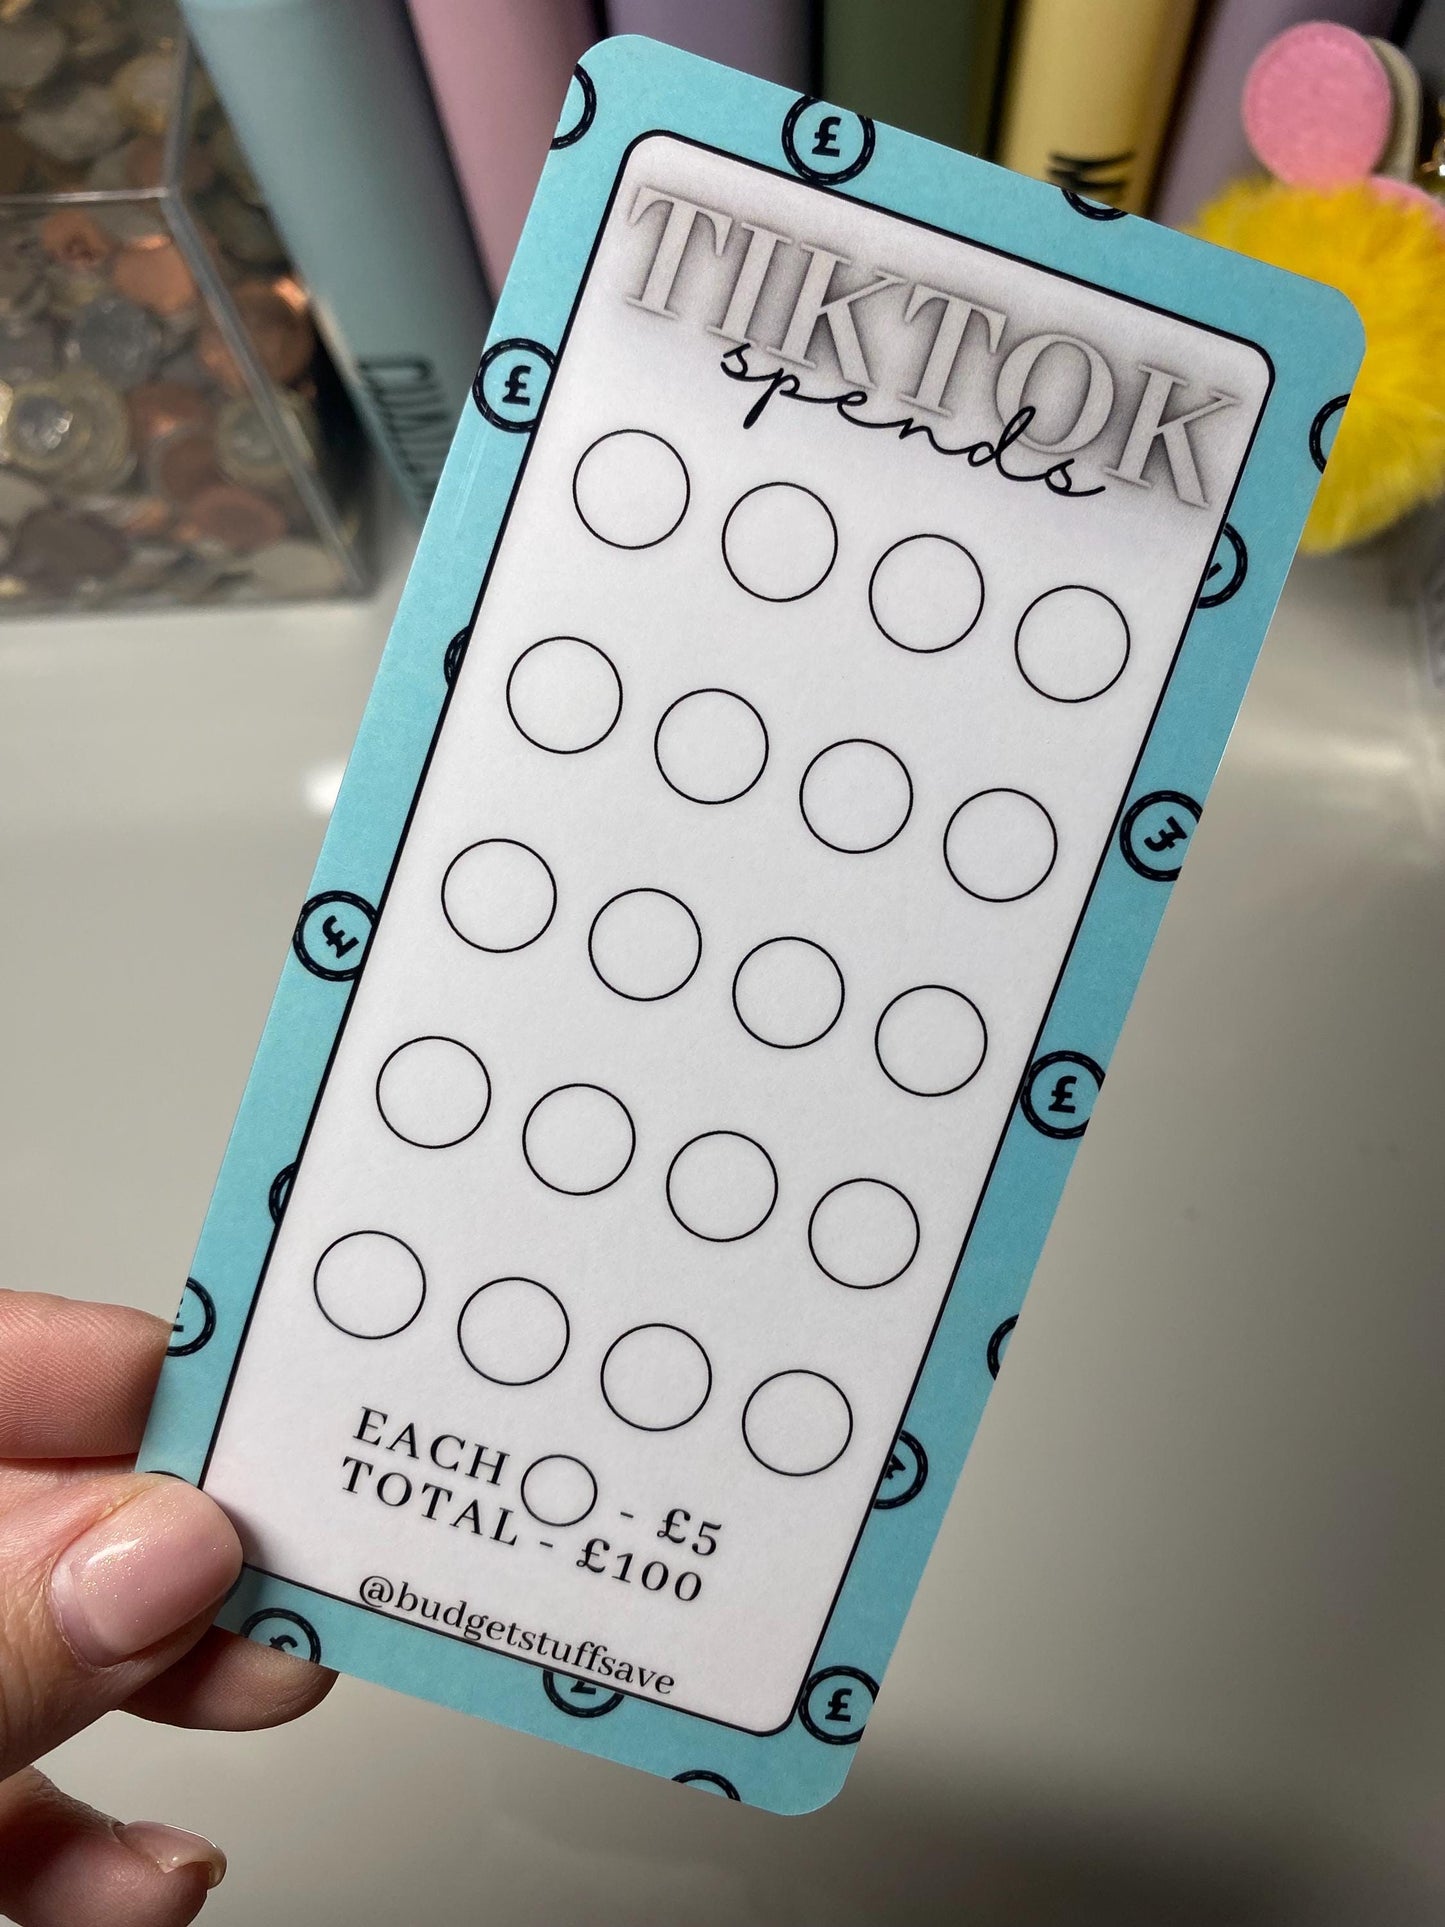 £
TIKTOK
spends
£
£
£
£
EACH - £5
TOTAL - £100
@budgetstuffsave
£
£
£